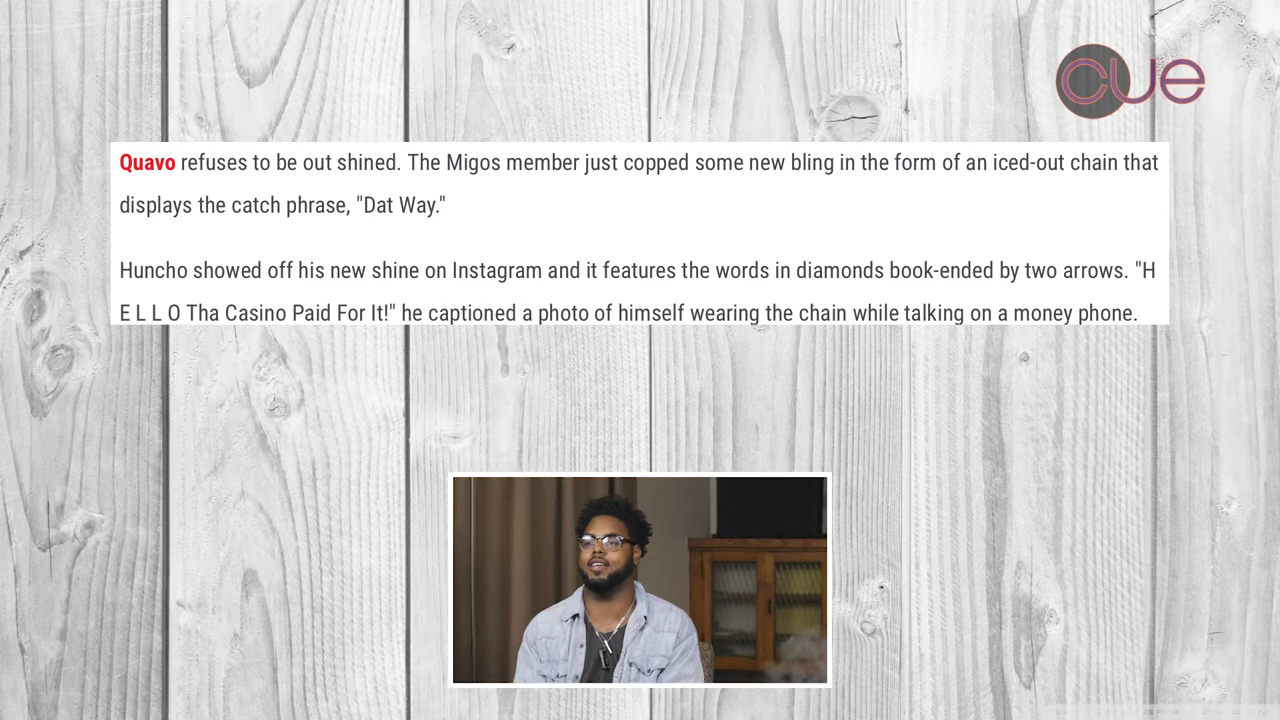 CUe
Quavo refuses to be out shined. The Migos member just copped some new bling in the form of an iced-out chain that
displays the catch phrase, "Dat Way."
Huncho showed off his new shine on Instagram and it features the words in diamonds book-ended by two arrows. "H
E L L O Tha Casino Paid For It!" he captioned a photo of himself wearing the chain while talking on a money phone.